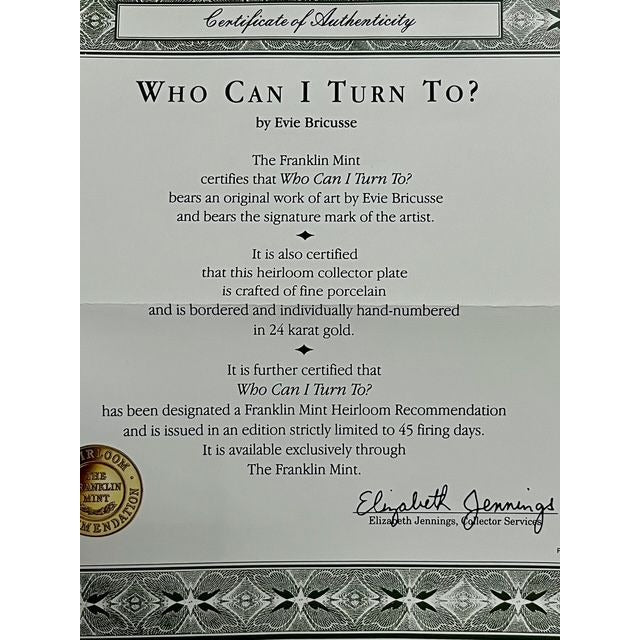 Certificate of Authenticity
WHO CAN I TURN TO?
by Evie Bricusse
The Franklin Mint
certifies that Who Can I Turn To?
bears an original work of art by Evie Bricusse
and bears the signature mark of the artist.
It is also certified
that this heirloom collector plate
is crafted of fine porcelain
and is bordered and individually hand-numbered
in 24 karat gold.
It is further certified that
Who Can I Turn To?
has been designated a Franklin Mint Heirloom Recommendation
and is issued in an edition strictly limited to 45 firing days.
It is available exclusively through
The Franklin Mint.
THE
FRANKLIN
MINT
Elizabeth Jennings
Elizabeth Jennings, Collector Services